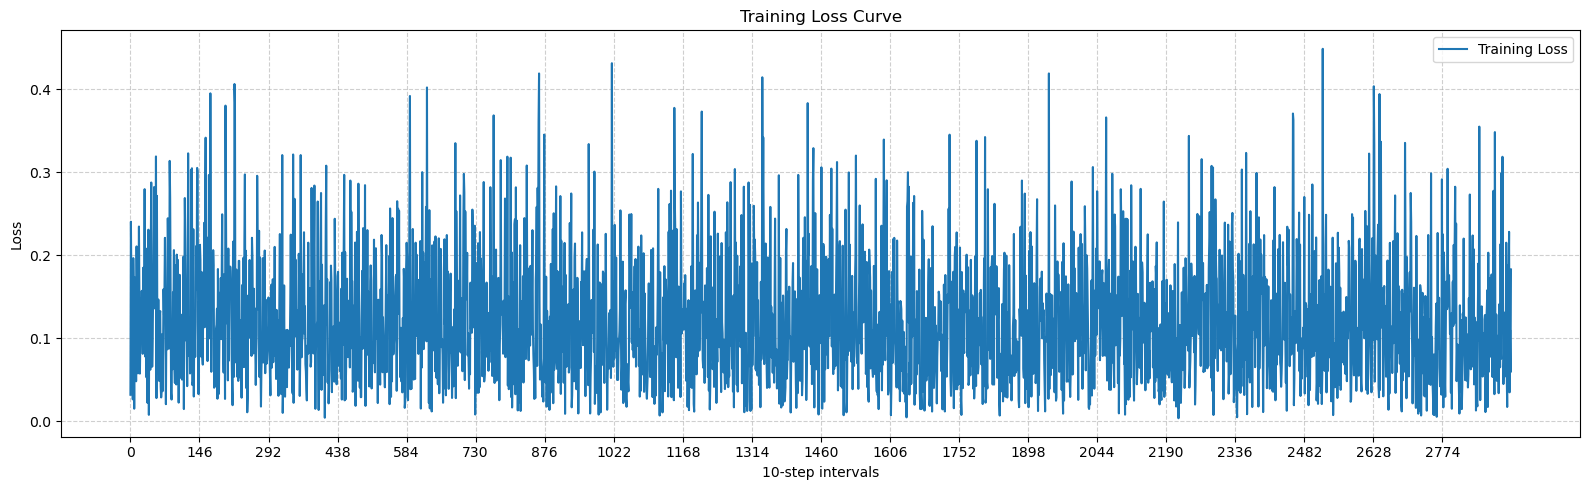 Training Loss Curve
Training Loss
0.4
0.3
0.2
0.1
0.0
Loss
0 146 292 438 584 730 876 1022 1168 1314 1460 1606 1752 1898 2044 2190 2336 2482 2628 2774
10-step intervals